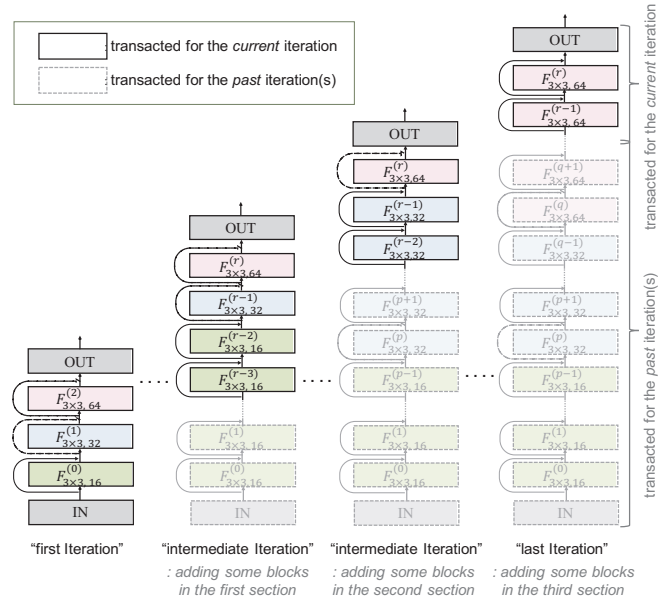 transacted for the current iteration
transacted for the past iteration(s)
OUT
F^{(2)}_{3×3, 64}
F^{(1)}_{3×3, 32}
F^{(0)}_{3×3, 16}
IN
"first Iteration"
. . . .
OUT
F^{(r)}_{3×3,64}
F^{(r-1)}_{3×3, 32}
F^{(r-2)}_{3×3, 16}
F^{(r-3)}_{3×3, 16}
F^{(1)}_{3×3, 16}
F^{(0)}_{3×3,16}
IN
"intermediate Iteration"
: adding some blocks
in the first section
. . . .
OUT
F^{(r)}_{3×3,64}
F^{(r-1)}_{3×3,32}
F^{(r-2)}_{3×3,32}
F^{(p+1)}_{3×3, 32}
F^{(p)}_{3×3,32}
F^{(p-1)}_{3×3,16}
F^{(1)}_{3×3,16}
F^{(0)}_{3×3,16}
IN
"intermediate Iteration"
: adding some blocks
in the second section
. . . .
OUT
F^{(r)}_{3×3, 64}
F^{(r-1)}_{3×3, 64}
F^{(q+1)}_{3×3, 64}
F^{(q)}_{3×3,64}
F^{(q-1)}_{3×3, 32}
F^{(p+1)}_{3×3, 32}
F^{(p)}_{3×3, 32}
F^{(p-1)}_{3×3, 16}
F^{(1)}_{3×3, 16}
F^{(0)}_{3×3, 16}
IN
"last Iteration"
: adding some blocks
in the third section
transacted for the current iteration
transacted for the past iteration(s)